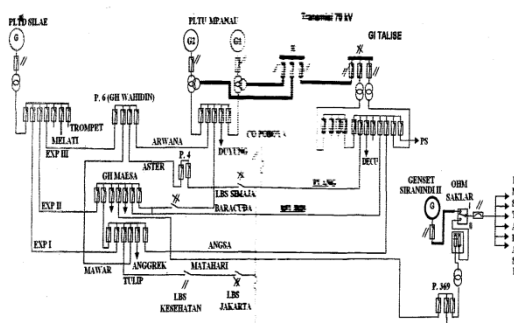 PLTD SILAE
PLTU MPANAU
Transmisi 70 kV
GI TALISE
G
G2
G1
P. 6 (GH WAHIDIN)
TROMPET
MELATI
EXP III
ARWANA
ASTER
P. 4
DUYUNG
DECU
PS
ELANG
LBS SEMAJA
GH MAESA
EXP II
BARACUDA
GENSET
SIRANINDI II
OHM
SAKLAR
G
EXP I
ANGSA
MAWAR
ANGGREK
TULIP
MATAHARI
LBS
KESEHATAN
LBS
JAKARTA
P. 369